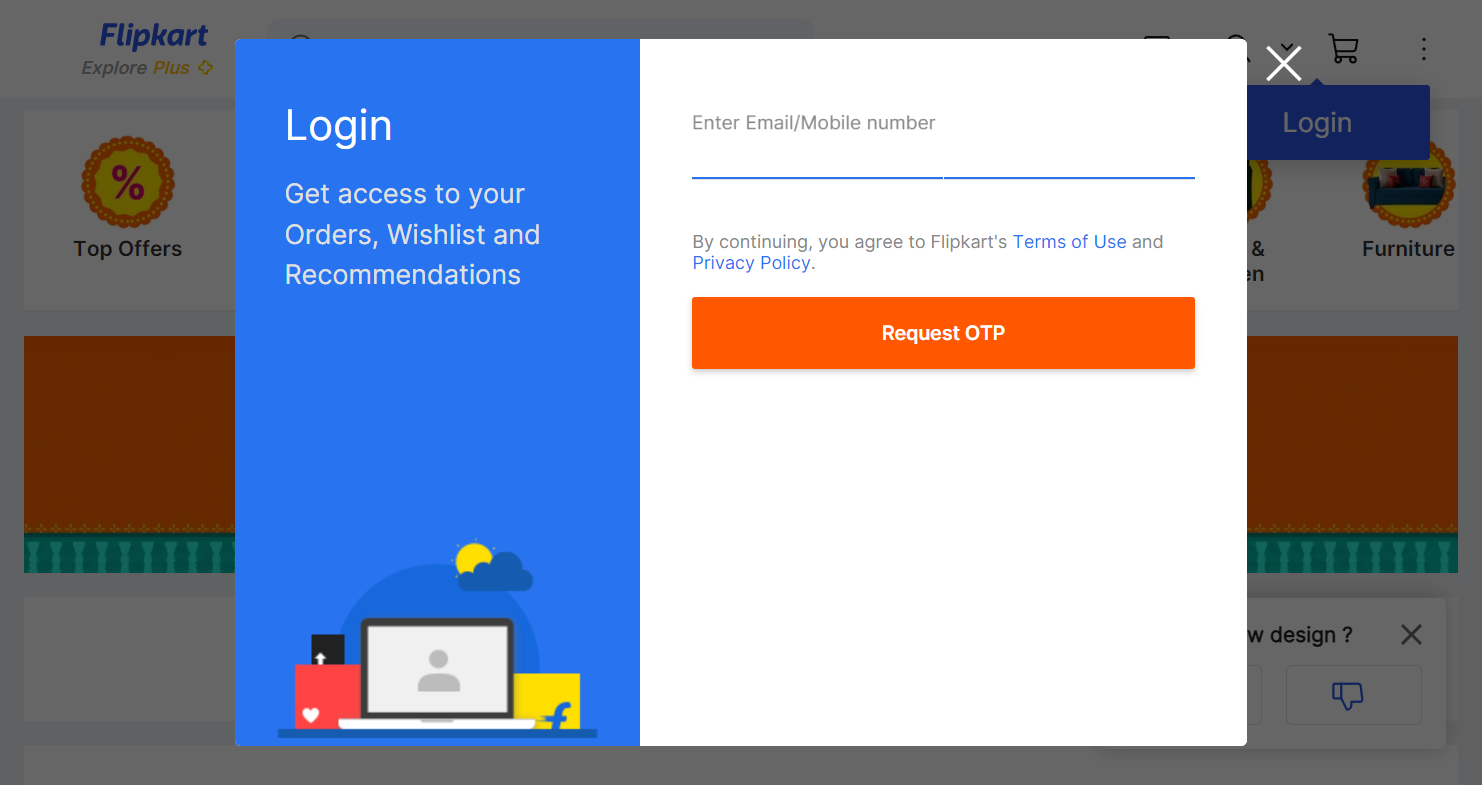 Flipkart
Explore Plus
Login
Top Offers
&
en
Furniture
Login
Get access to your
Orders, Wishlist and
Recommendations
Enter Email/Mobile number
By continuing, you agree to Flipkart's Terms of Use and
Privacy Policy.
Request OTP
w design ?